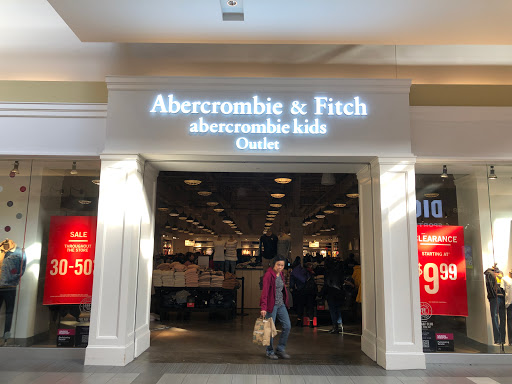 Abercrombie & Fitch
abercrombie kids
Outlet
SALE
THROUGHOUT
THE STORE
30-50
CLEARANCE
STARTING AT
$9.99